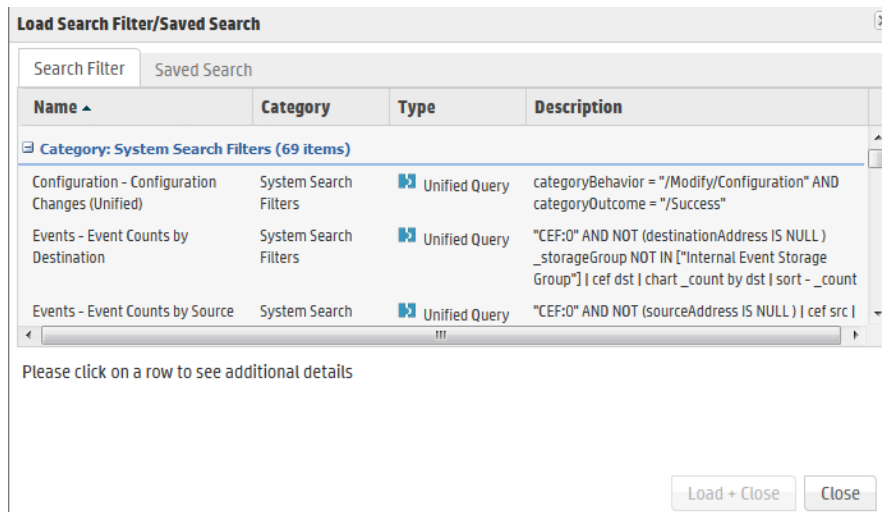 Load Search Filter/Saved Search
Search Filter Saved Search
Name Category Type Description
Category: System Search Filters (69 items)
Configuration - Configuration System Search Unified Query categoryBehavior = "/Modify/Configuration" AND
Changes (Unified) Filters categoryOutcome = "/Success"
Events - Event Counts by System Search Unified Query "CEF:0" AND NOT (destinationAddress IS NULL )
Destination Filters _storageGroup NOT IN ["Internal Event Storage
Group"] | cef dst | chart _count by dst | sort - _count
Events - Event Counts by Source System Search Unified Query "CEF:0" AND NOT (sourceAddress IS NULL ) | cef src |
Please click on a row to see additional details
Load + Close Close